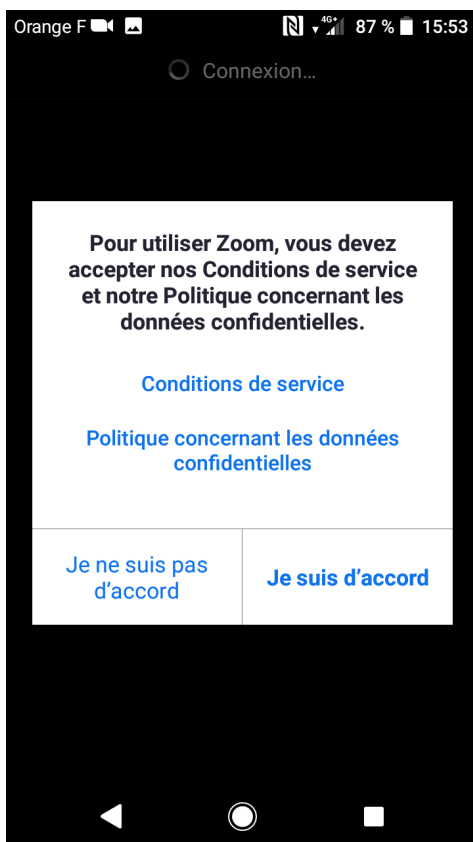 Orange F 4G+ 87 % 15:53
Connexion...
Pour utiliser Zoom, vous devez
accepter nos Conditions de service
et notre Politique concernant les
données confidentielles.
Conditions de service
Politique concernant les données
confidentielles
Je ne suis pas
d’accord
Je suis d’accord